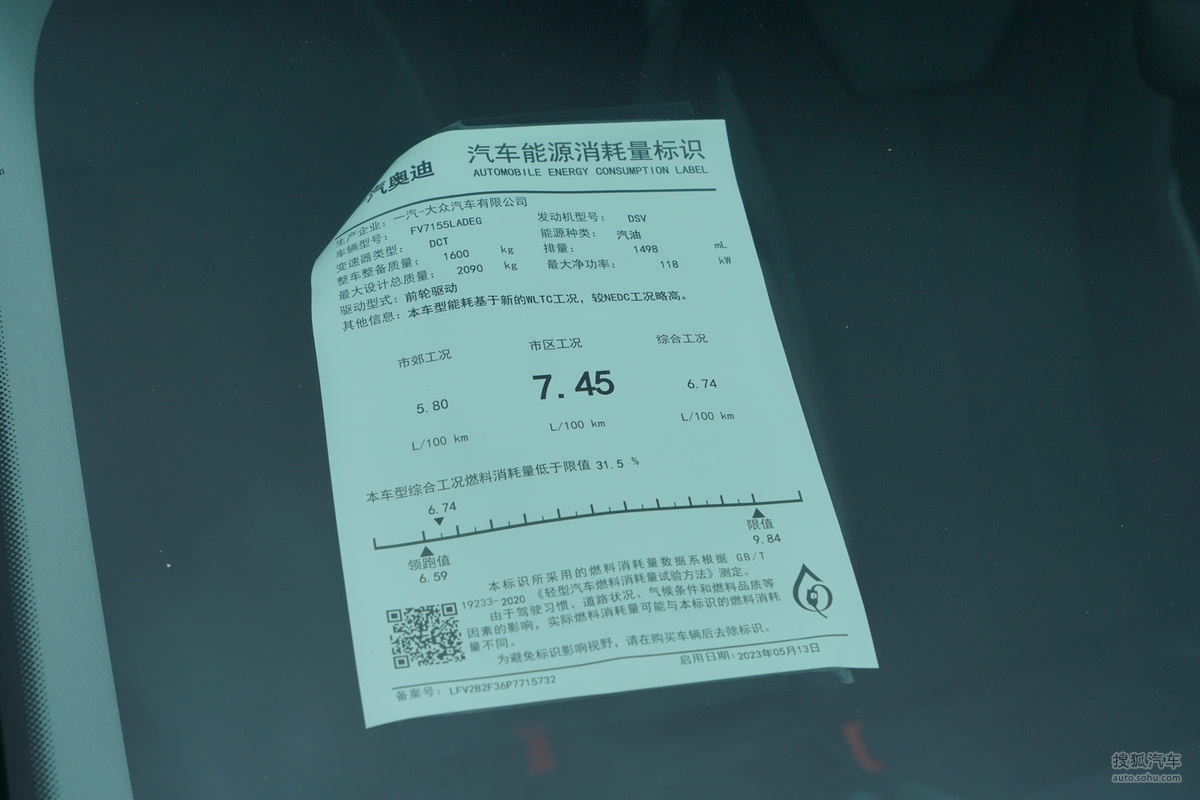 汽奥迪
汽车能源消耗量标识
AUTOMOBILE ENERGY CONSUMPTION LABEL
生产企业: 一汽-大众汽车有限公司
车辆型号: FV7155LADEG 发动机型号: DSV
变速器类型: DCT 能源种类: 汽油
整车整备质量: 1600 kg 排量: 1498 mL
最大设计总质量: 2090 kg 最大净功率: 118 kW
驱动型式: 前轮驱动
其他信息: 本车型能耗基于新的WLTC工况, 较NEDC工况略高。
市郊工况 市区工况 综合工况
5.80 7.45 6.74
L/100 km L/100 km L/100 km
本车型综合工况燃料消耗量低于限值 31.5 %
6.74
领跑值 限值
6.59 9.84
本标识所采用的燃料消耗量数据系根据 GB/T
19233-2020 《轻型汽车燃料消耗量试验方法》测定。
由于驾驶习惯、道路状况、气候条件和燃料品质等
因素的影响, 实际燃料消耗量可能与本标识的燃料消耗
量不同。
为避免标识影响视野, 请在购买车辆后去除标识。
备案号: LFV2B2F36P7715732 启用日期: 2023年05月13日
搜狐汽车
auto.sohu.com